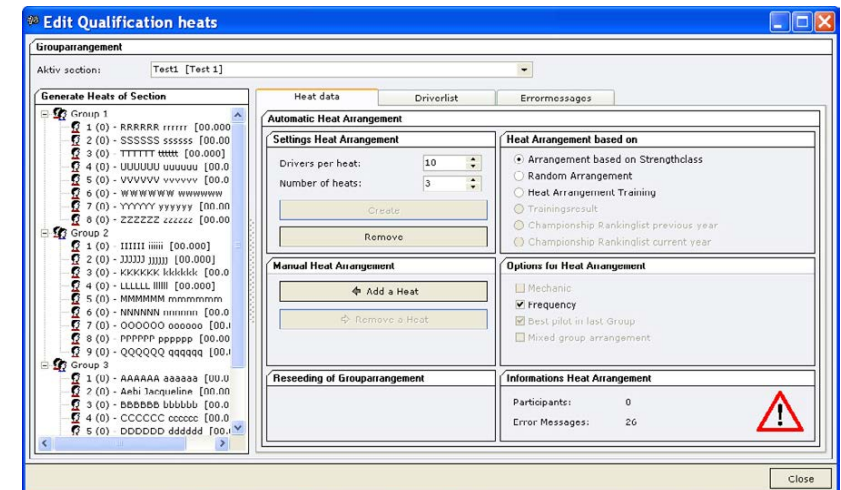 Edit Qualification heats
Grouparrangement
Aktiv section: Test1 [Test 1]
Generate Heats of Section
Group 1
1 (0) - RRRRRR rrrrrr [00.000
2 (0) - SSSSSS ssssss [00.00
3 (0) - TTTTTT tttttt [00.000]
4 (0) - UUUUUU uuuuuu [00.0
5 (0) - VVVVVV vvvvvv [00.0
6 (0) - WWWWWW wwwwww
7 (0) - YYYYYY yyyyyy [00.00
8 (0) - ZZZZZZ zzzzzz [00.00
Group 2
1 (0) - IIIIII iiiiii [00.000]
2 (0) - JJJJJJ jjjjjj [00.000]
3 (0) - KKKKKK kkkkkk [00.0
4 (0) - LLLLLL llllll [00.000]
5 (0) - MMMMMM mmmmmm
6 (0) - NNNNNN nnnnnn [00.0
7 (0) - OOOOOO oooooo [00.
8 (0) - PPPPPP pppppp [00.00
9 (0) - QQQQQQ qqqqqq [00.
Group 3
1 (0) - AAAAAA aaaaaa [00.0
2 (0) - Aebi Jacqueline [00.00
3 (0) - BBBBBB bbbbbb [00.0
4 (0) - CCCCCC cccccc [00.0
5 (0) - DDDDDD dddddd [00.
Heat data Driverlist Errormessages
Automatic Heat Arrangement
Settings Heat Arrangement
Drivers per heat: 10
Number of heats: 3
Create
Remove
Heat Arrangement based on
Arrangement based on Strengthclass
Random Arrangement
Heat Arrangement Training
Trainingsresult
Championship Rankinglist previous year
Championship Rankinglist current year
Manual Heat Arrangement
Add a Heat
Remove a Heat
Options for Heat Arrangement
Mechanic
Frequency
Best pilot in last Group
Mixed group arrangement
Reseeding of Grouparrangement
Informations Heat Arrangement
Participants: 0
Error Messages: 26
Close